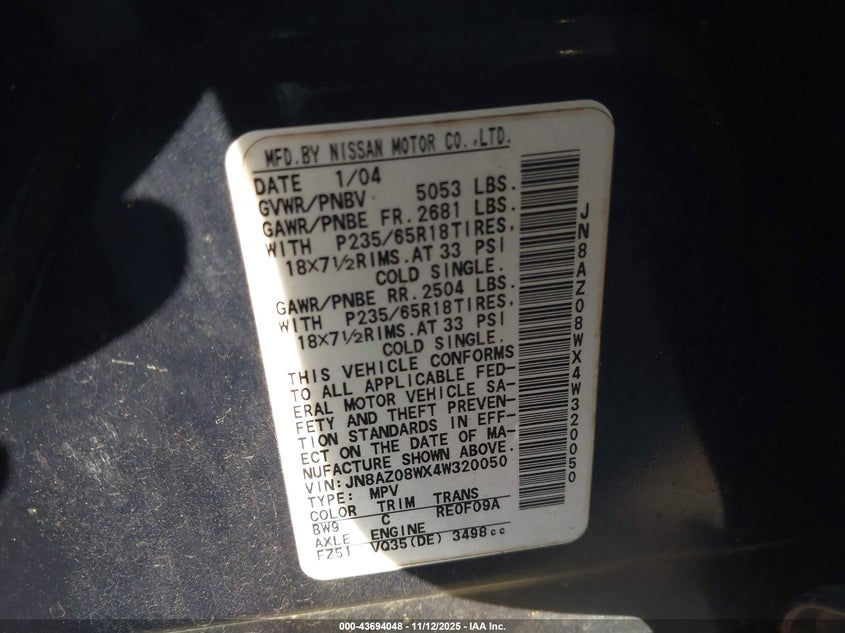 MFD.BY NISSAN MOTOR CO.,LTD.
DATE 1/04
GVWR/PNBV 5053 LBS.
GAWR/PNBE FR. 2681 LBS.
WITH P235/65R18TIRES,
18X7½RIMS.AT 33 PSI
COLD SINGLE.
GAWR/PNBE RR. 2504 LBS.
WITH P235/65R18TIRES,
18X7½RIMS.AT 33 PSI
COLD SINGLE.
THIS VEHICLE CONFORMS
TO ALL APPLICABLE FED-
ERAL MOTOR VEHICLE SA-
FETY AND THEFT PREVEN-
TION STANDARDS IN EFF-
ECT ON THE DATE OF MA-
NUFACTURE SHOWN ABOVE.
VIN:JN8AZ08WX4W320050
TYPE: MPV
COLOR TRIM TRANS
BW9 C RE0F09A
AXLE ENGINE
FZ51 VQ35(DE) 3498cc
JN8AZ08WX4W320050
000-43694048 - 11/12/2025 - IAA Inc.